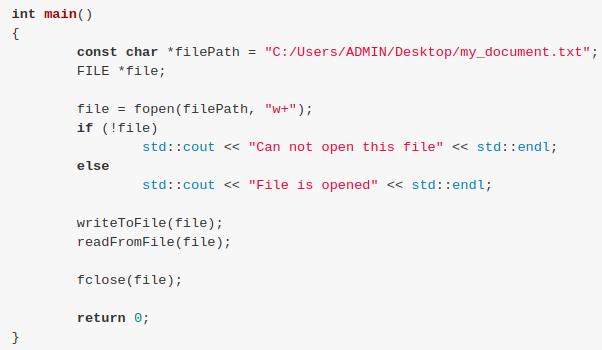 int main()
{
        const char *filePath = "C:/Users/ADMIN/Desktop/my_document.txt";
        FILE *file;

        file = fopen(filePath, "w+");
        if (!file)
                std::cout << "Can not open this file" << std::endl;
        else
                std::cout << "File is opened" << std::endl;

        writeToFile(file);
        readFromFile(file);

        fclose(file);

        return 0;
}